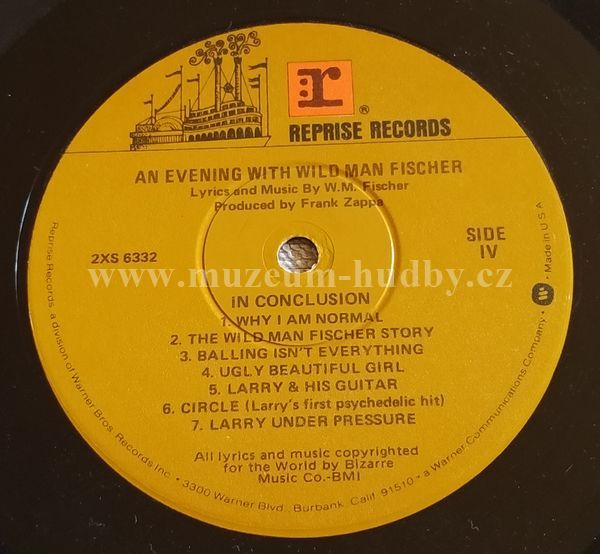 r
®
REPRISE RECORDS
AN EVENING WITH WILD MAN FISCHER
Lyrics and Music By W.M. Fischer
Produced by Frank Zappa
2XS 6332
SIDE
IV
www.muzeum-hudby.cz
IN CONCLUSION
1. WHY I AM NORMAL
2. THE WILD MAN FISCHER STORY
3. BALLING ISN'T EVERYTHING
4. UGLY BEAUTIFUL GIRL
5. LARRY & HIS GUITAR
6. CIRCLE (Larry's first psychedelic hit)
7. LARRY UNDER PRESSURE
All lyrics and music copyrighted
for the World by Bizarre
Music Co.-BMI
Reprise Records a division of Warner Bros. Records Inc. • 3300 Warner Blvd., Burbank, Calif. 91510 • a Warner Communications Company • Made in U.S.A.